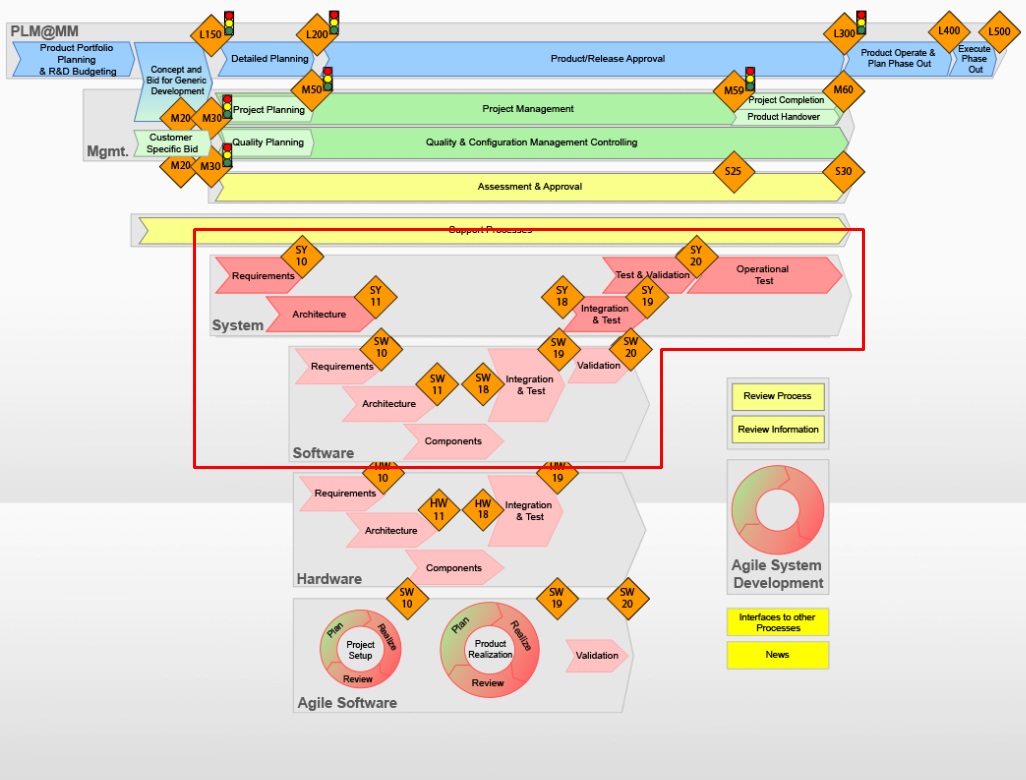 PLM@MM
L150
L200
L300
L400
L500
Product Portfolio
Planning
& R&D Budgeting
Concept and
Bid for Generic
Development
Detailed Planning
Product/Release Approval
Product Operate &
Plan Phase Out
Execute
Phase
Out
M50
M59
M60
M20
M30
Project Planning
Project Management
Project Completion
Product Handover
Mgmt.
Customer
Specific Bid
Quality Planning
Quality & Configuration Management Controlling
M20
M30
S25
S30
Assessment & Approval
Support Processes
SY
10
SY
20
Requirements
Test & Validation
Operational
Test
SY
11
SY
18
SY
19
Architecture
Integration
& Test
System
SW
10
SW
19
SW
20
Requirements
Validation
SW
11
SW
18
Integration
& Test
Architecture
Components
Software
Review Process
Review Information
HW
10
HW
19
Requirements
HW
11
HW
18
Integration
& Test
Architecture
Components
Hardware
Agile System
Development
SW
10
SW
19
SW
20
Plan
Realize
Review
Project
Setup
Plan
Realize
Review
Product
Realization
Validation
Agile Software
Interfaces to other
Processes
News